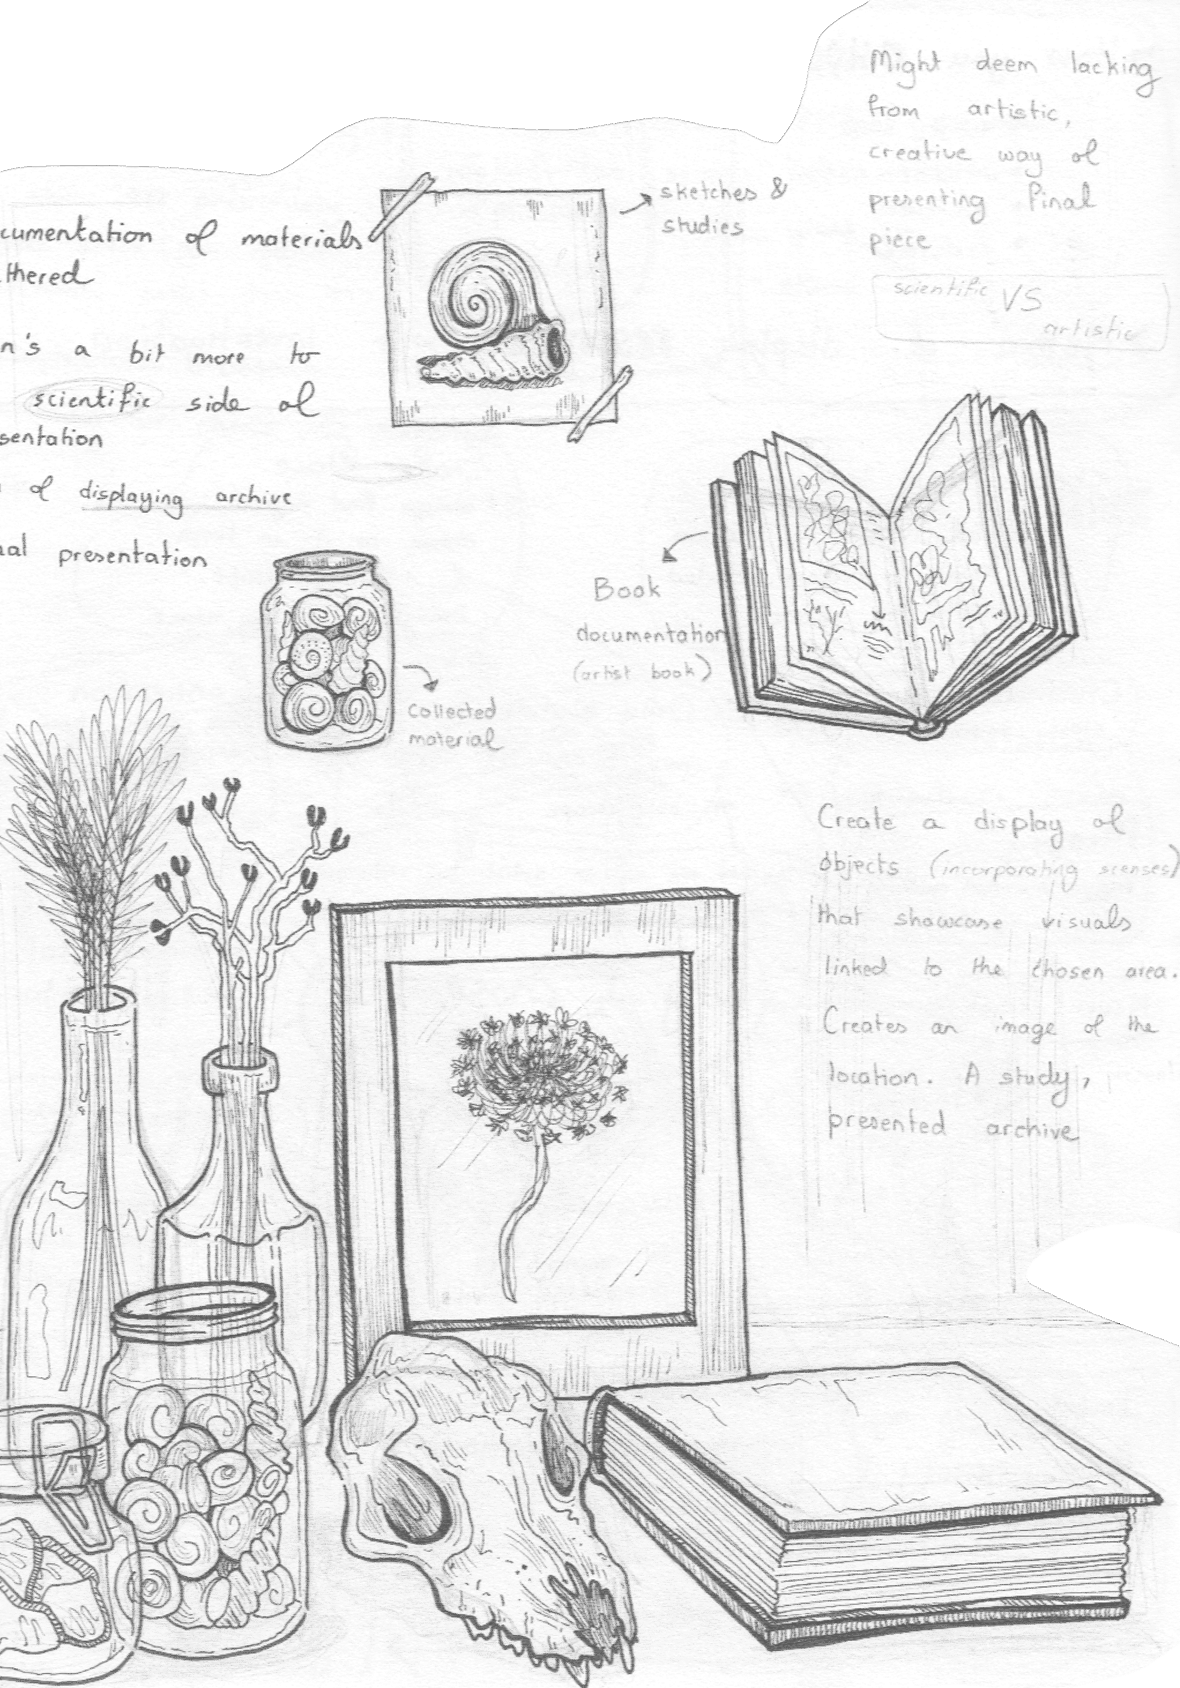 Might deem lacking
from artistic,
creative way of
presenting final
piece
scientific VS
artistic
sketches &
studies
cumentation of materials
thered
n's a bit more to
scientific side of
sentation
of displaying archive
al presentation
Book
documentation
(artist book)
collected
material
Create a display of
objects (incorporating scenses)
that showcase visuals
linked to the chosen area.
Creates an image of the
location. A study,
presented archive